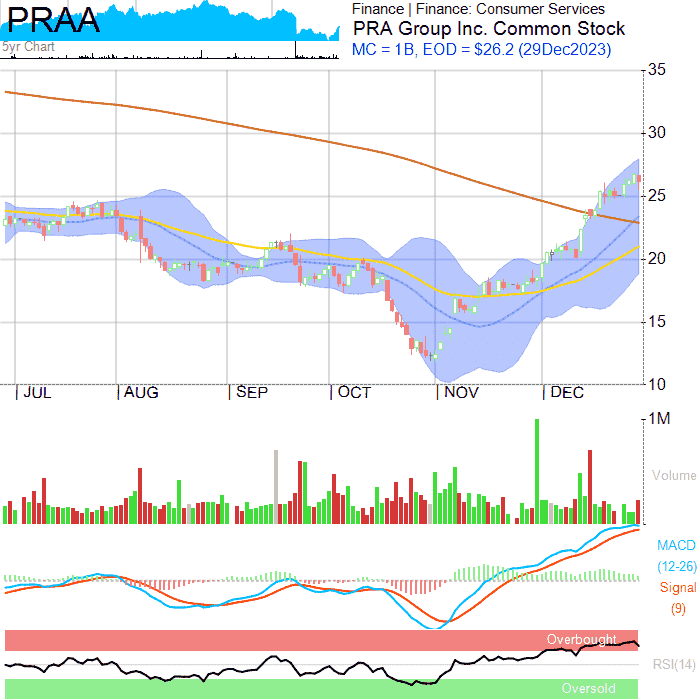 PRAA
5yr Chart
Finance | Finance: Consumer Services
PRA Group Inc. Common Stock
MC = 1B, EOD = $26.2 (29Dec2023)
35
30
25
20
15
10
JUL
AUG
SEP
OCT
NOV
DEC
1M
Volume
MACD
(12-26)
Signal
(9)
Overbought
RSI(14)
Oversold